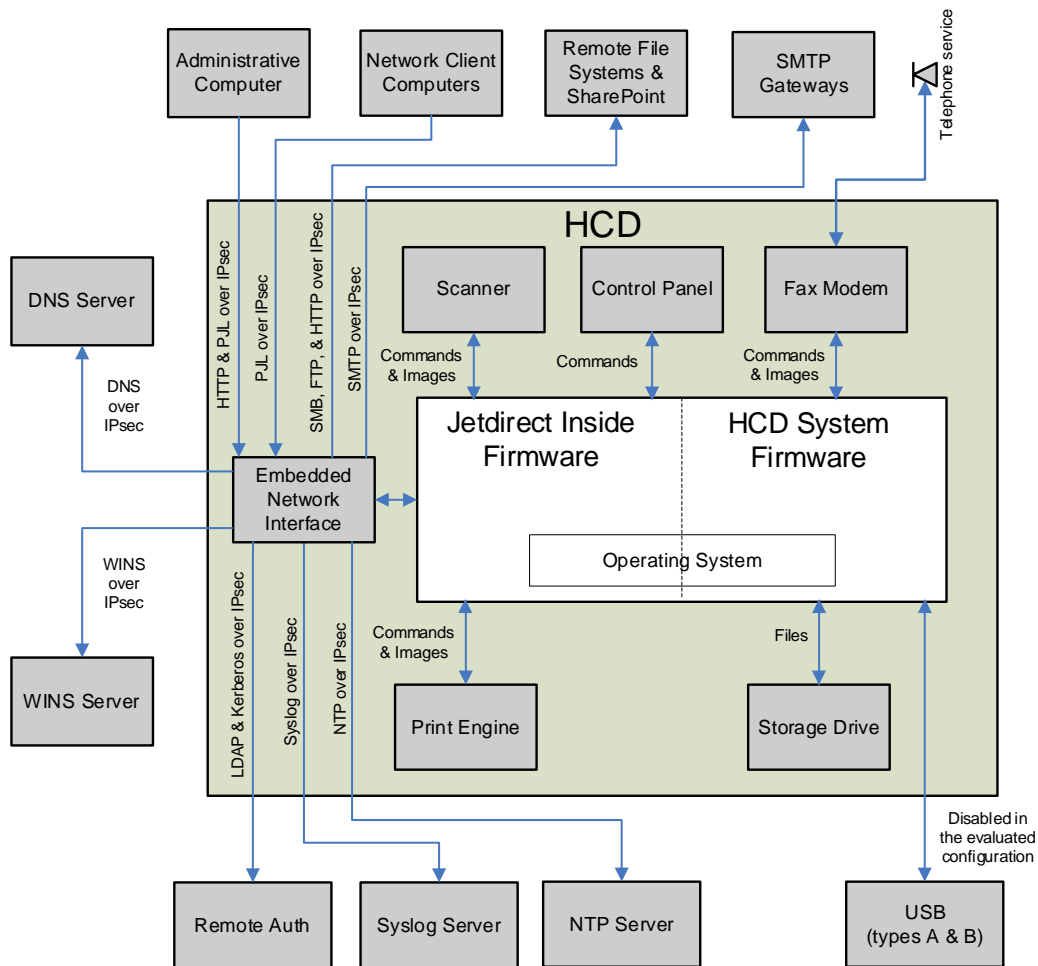 Administrative
Computer
Network Client
Computers
Remote File
Systems &
SharePoint
SMTP
Gateways
Telephone service
HCD
DNS Server
Scanner
Control Panel
Fax Modem
HTTP & PJL over IPsec
PJL over IPsec
SMB, FTP, & HTTP over IPsec
SMTP over IPsec
Commands
& Images
Commands
Commands
& Images
DNS
over
IPsec
Jetdirect Inside
Firmware
HCD System
Firmware
Embedded
Network
Interface
Operating System
WINS
over
IPsec
LDAP & Kerberos over IPsec
Syslog over IPsec
NTP over IPsec
Commands
& Images
Files
WINS Server
Print Engine
Storage Drive
Disabled in
the evaluated
configuration
Remote Auth
Syslog Server
NTP Server
USB
(types A & B)